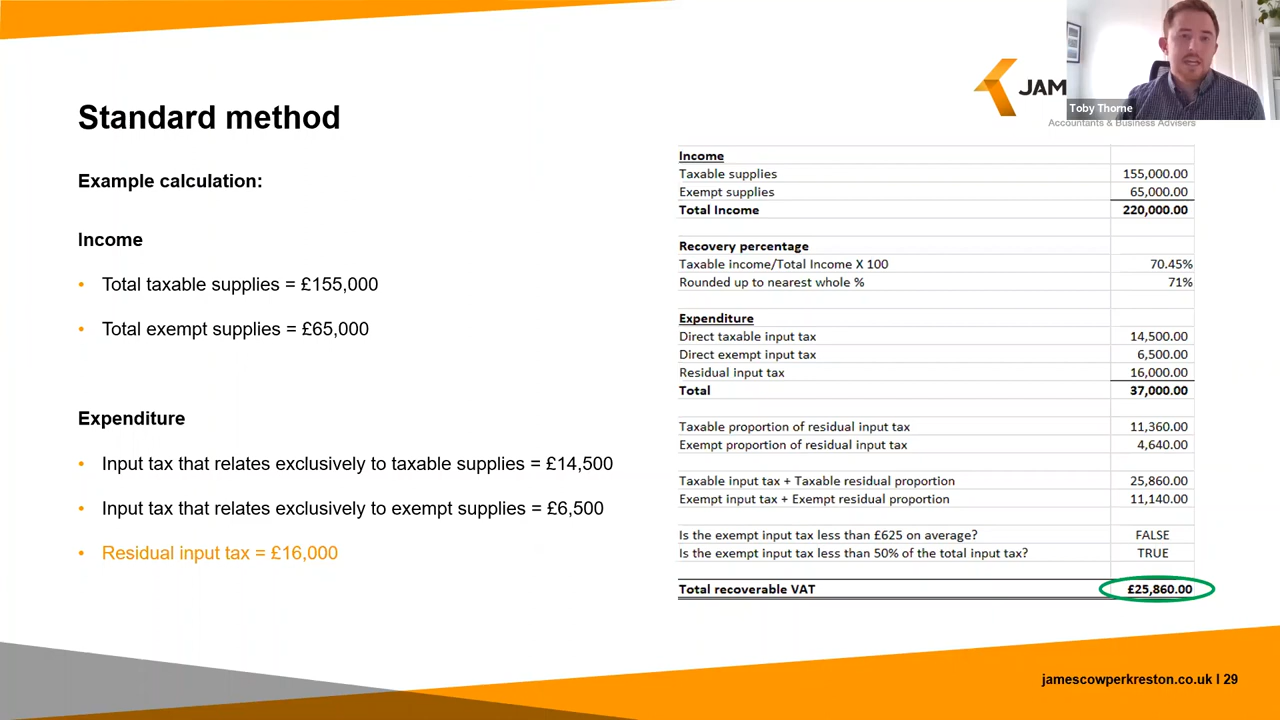 JAM
Toby Thorne
Accountants & Business Advisers
Standard method
Example calculation:
Income
• Total taxable supplies = £155,000
• Total exempt supplies = £65,000
Expenditure
• Input tax that relates exclusively to taxable supplies = £14,500
• Input tax that relates exclusively to exempt supplies = £6,500
• Residual input tax = £16,000
Income
Taxable supplies 155,000.00
Exempt supplies 65,000.00
Total Income 220,000.00
Recovery percentage
Taxable income/Total Income X 100 70.45%
Rounded up to nearest whole % 71%
Expenditure
Direct taxable input tax 14,500.00
Direct exempt input tax 6,500.00
Residual input tax 16,000.00
Total 37,000.00
Taxable proportion of residual input tax 11,360.00
Exempt proportion of residual input tax 4,640.00
Taxable input tax + Taxable residual proportion 25,860.00
Exempt input tax + Exempt residual proportion 11,140.00
Is the exempt input tax less than £625 on average? FALSE
Is the exempt input tax less than 50% of the total input tax? TRUE
Total recoverable VAT £25,860.00
jamescowperkreston.co.uk I 29